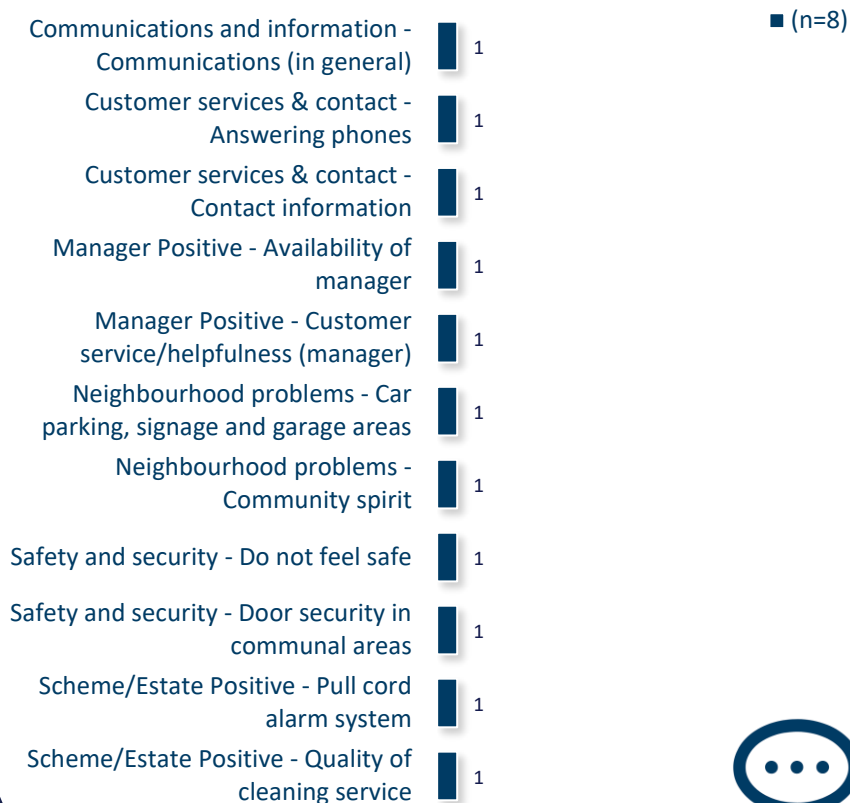 (n=8)
Communications and information -
Communications (in general)
1
Customer services & contact -
Answering phones
1
Customer services & contact -
Contact information
1
Manager Positive - Availability of
manager
1
Manager Positive - Customer
service/helpfulness (manager)
1
Neighbourhood problems - Car
parking, signage and garage areas
1
Neighbourhood problems -
Community spirit
1
Safety and security - Do not feel safe
1
Safety and security - Door security in
communal areas
1
Scheme/Estate Positive - Pull cord
alarm system
1
Scheme/Estate Positive - Quality of
cleaning service
1